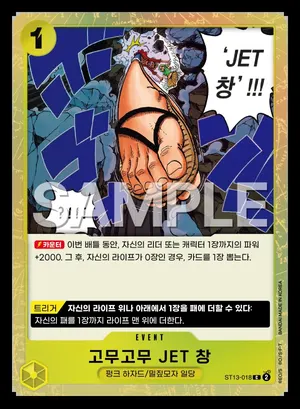 1
'JET
창' !!!
SAMPLE
카운터 이번 배틀 동안, 자신의 리더 또는 캐릭터 1장까지의 파워
+2000. 그 후, 자신의 라이프가 0장인 경우, 카드를 1장 뽑는다.
트리거 자신의 라이프 위나 아래에서 1장을 패에 더할 수 있다:
자신의 패를 1장까지 라이프 맨 위에 더한다.
EVENT
고무고무 JET 창
핑크 하자드/밀짚모자 일당
ST13-018 C 2